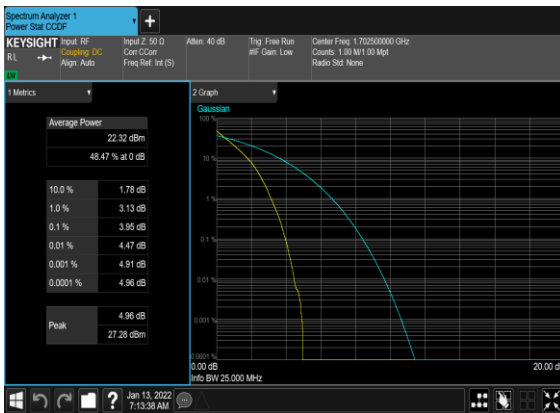 Spectrum Analyzer 1
Power Stat CCDF
+
KEYSIGHT
RL
Input: RF
Coupling: DC
Align: Auto
Input Z: 50 Ω
Corr CCorr
Freq Ref: Int (S)
Atten: 40 dB
Trig: Free Run
#IF Gain: Low
Center Freq: 1.702500000 GHz
Counts: 1.00 M/1.00 Mpt
Radio Std: None
1 Metrics
Average Power
22.32 dBm
48.47 % at 0 dB
10.0 % 1.78 dB
1.0 % 3.13 dB
0.1 % 3.95 dB
0.01 % 4.47 dB
0.001 % 4.91 dB
0.0001 % 4.96 dB
Peak
4.96 dB
27.28 dBm
2 Graph
Gaussian
100 %
10 %
1 %
0.1 %
0.01 %
0.001 %
0.0001 %
0.00 dB
20.00 d
Info BW 25.000 MHz
?
Jan 13, 2022
7:13:38 AM